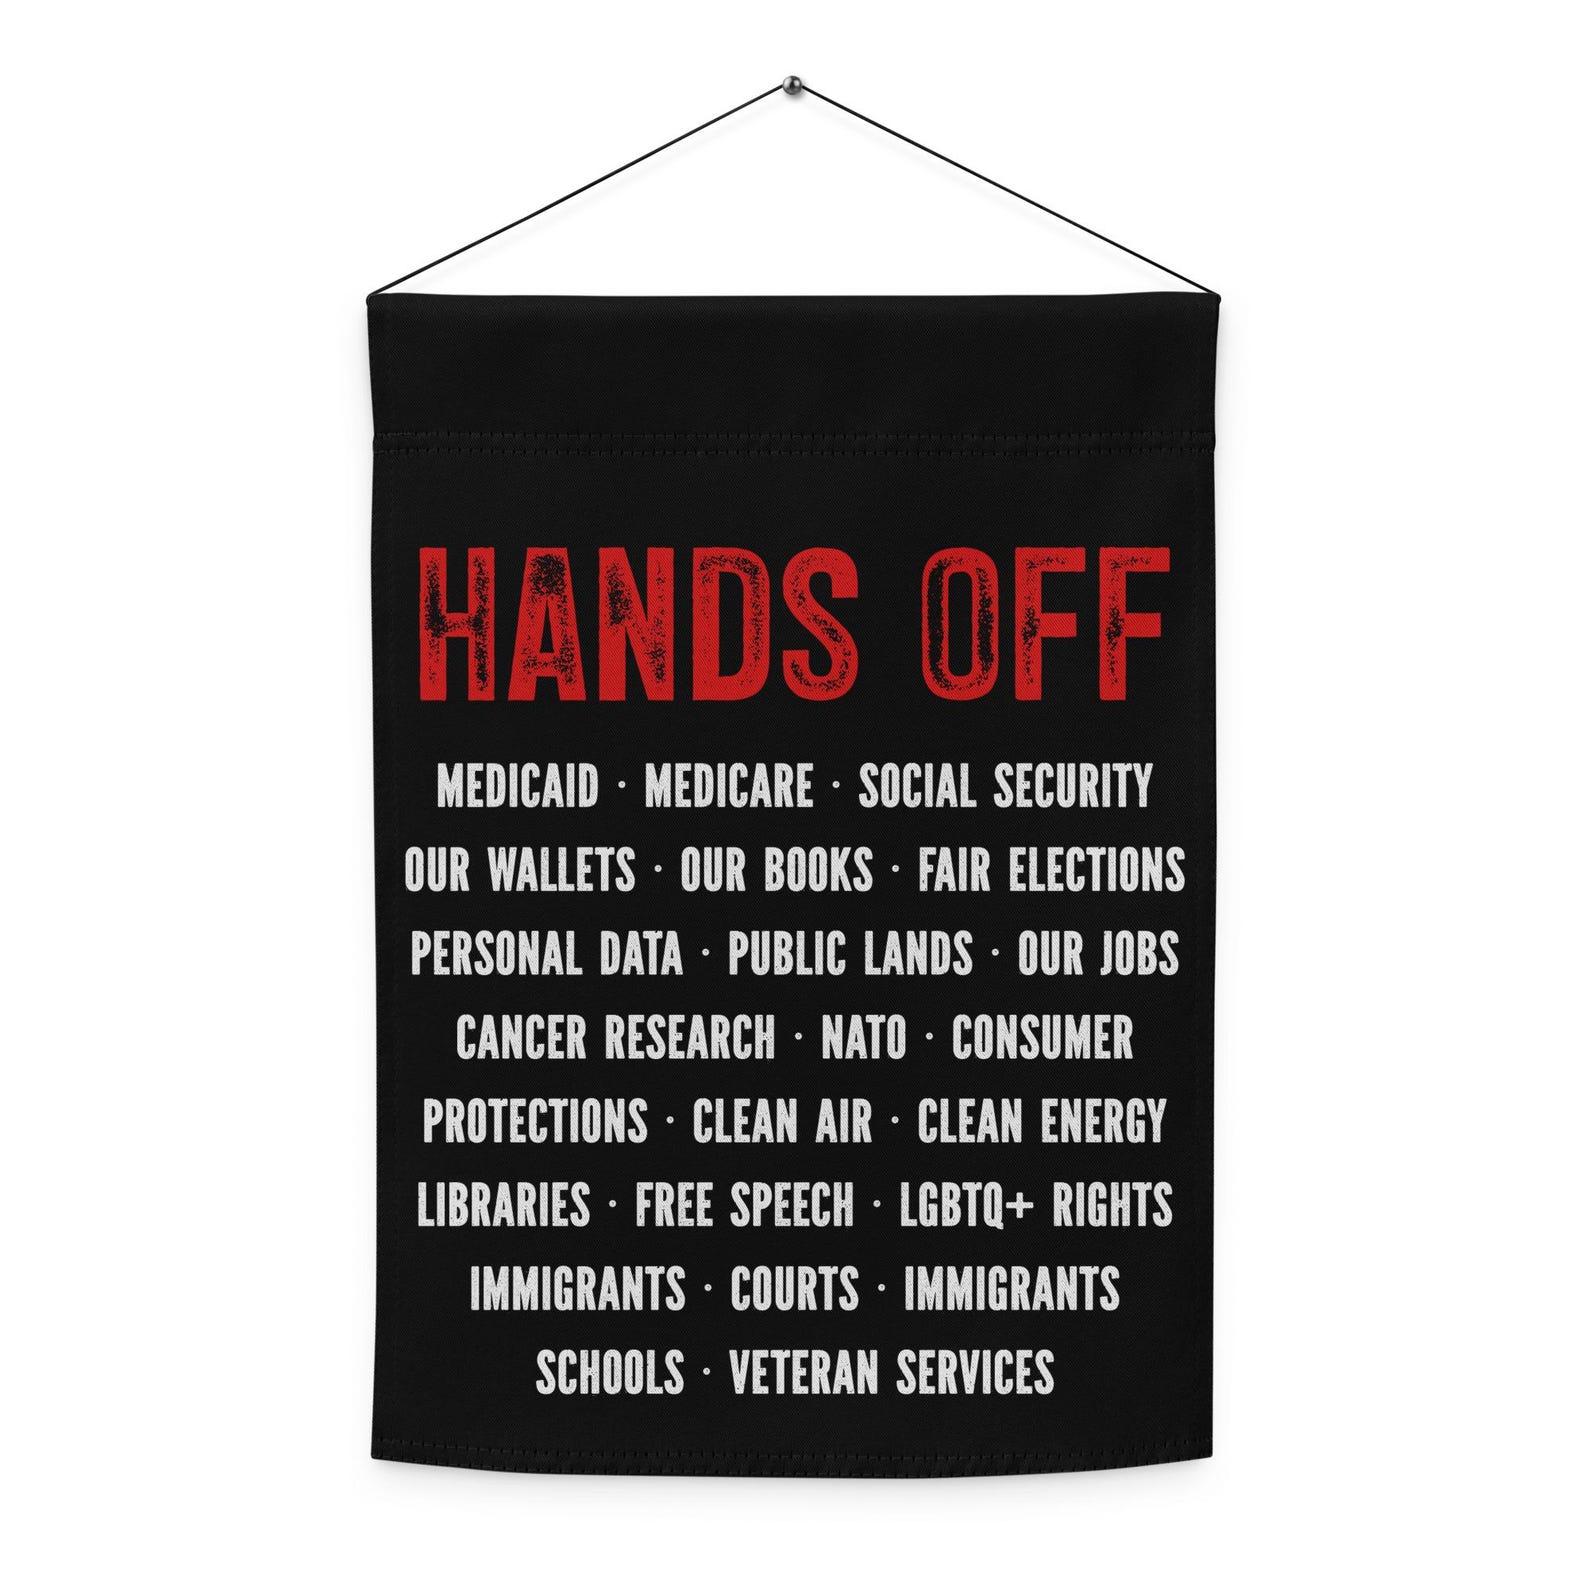 HANDS OFF
MEDICAID · MEDICARE · SOCIAL SECURITY
OUR WALLETS · OUR BOOKS · FAIR ELECTIONS
PERSONAL DATA · PUBLIC LANDS · OUR JOBS
CANCER RESEARCH · NATO · CONSUMER
PROTECTIONS · CLEAN AIR · CLEAN ENERGY
LIBRARIES · FREE SPEECH · LGBTQ+ RIGHTS
IMMIGRANTS · COURTS · IMMIGRANTS
SCHOOLS · VETERAN SERVICES